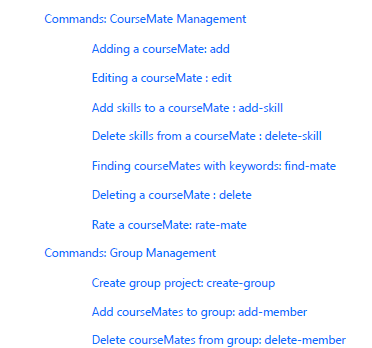 Commands: CourseMate Management
Adding a courseMate: add
Editing a courseMate : edit
Add skills to a courseMate : add-skill
Delete skills from a courseMate : delete-skill
Finding courseMates with keywords: find-mate
Deleting a courseMate : delete
Rate a courseMate: rate-mate
Commands: Group Management
Create group project: create-group
Add courseMates to group: add-member
Delete courseMates from group: delete-member